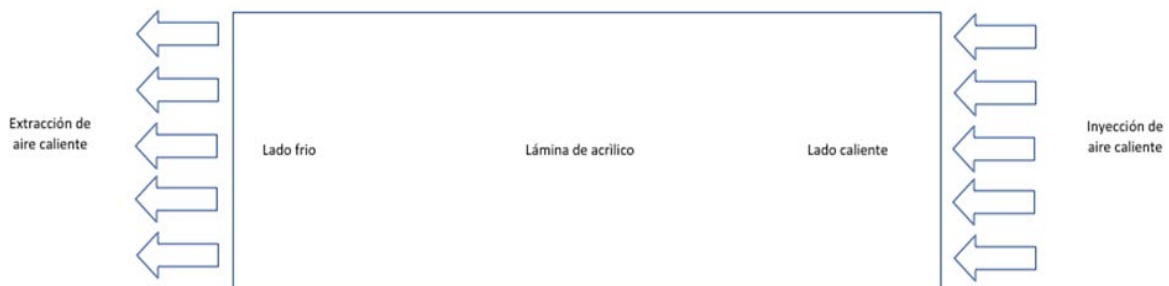 Extracción de
aire caliente
Lado frio
Lámina de acrílico
Lado caliente
Inyección de
aire caliente